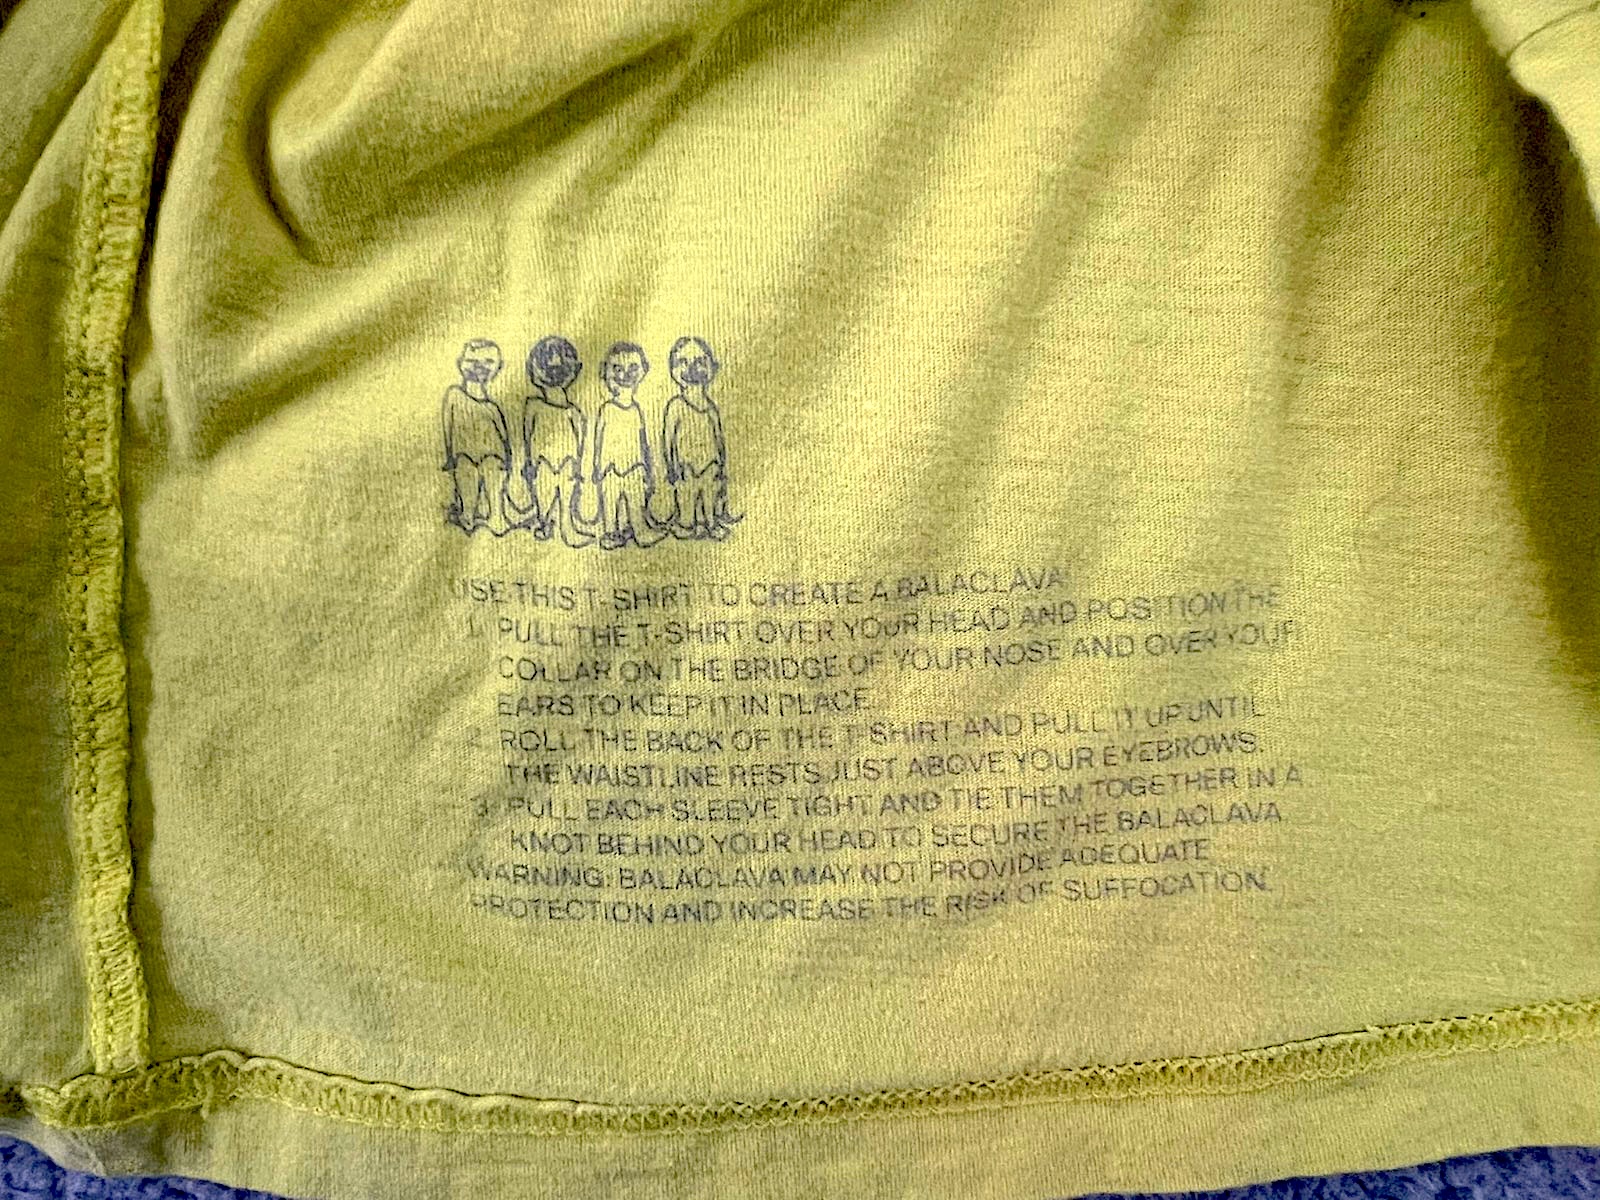 USE THIS T-SHIRT TO CREATE A BALACLAVA
1. PULL THE T-SHIRT OVER YOUR HEAD AND POSITION THE
COLLAR ON THE BRIDGE OF YOUR NOSE AND OVER YOUR
EARS TO KEEP IT IN PLACE.
2. ROLL THE BACK OF THE T-SHIRT AND PULL IT UP UNTIL
THE WAISTLINE RESTS JUST ABOVE YOUR EYEBROWS.
3. PULL EACH SLEEVE TIGHT AND TIE THEM TOGETHER IN A
KNOT BEHIND YOUR HEAD TO SECURE THE BALACLAVA
WARNING: BALACLAVA MAY NOT PROVIDE ADEQUATE
PROTECTION AND INCREASE THE RISK OF SUFFOCATION.